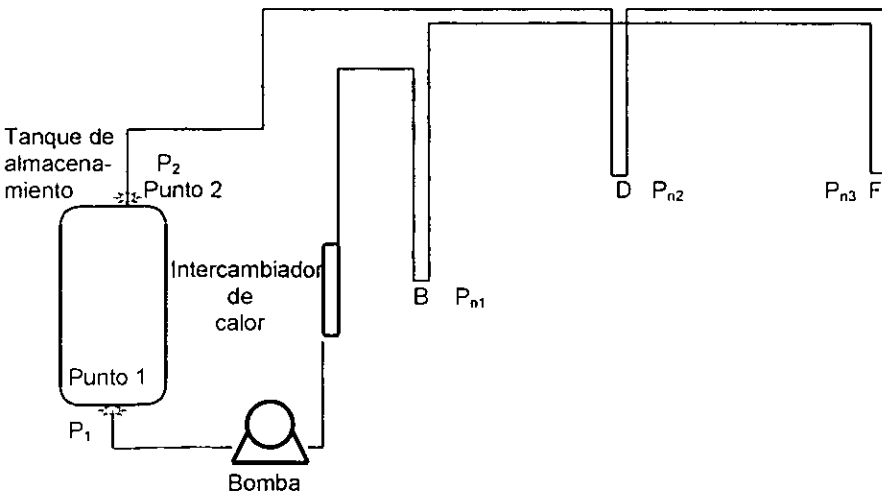 Tanque de
almacena-
miento
P2
Punto 2
Intercambiador
de
calor
B
Pn1
D
Pn2
Pn3
F
Punto 1
P1
Bomba